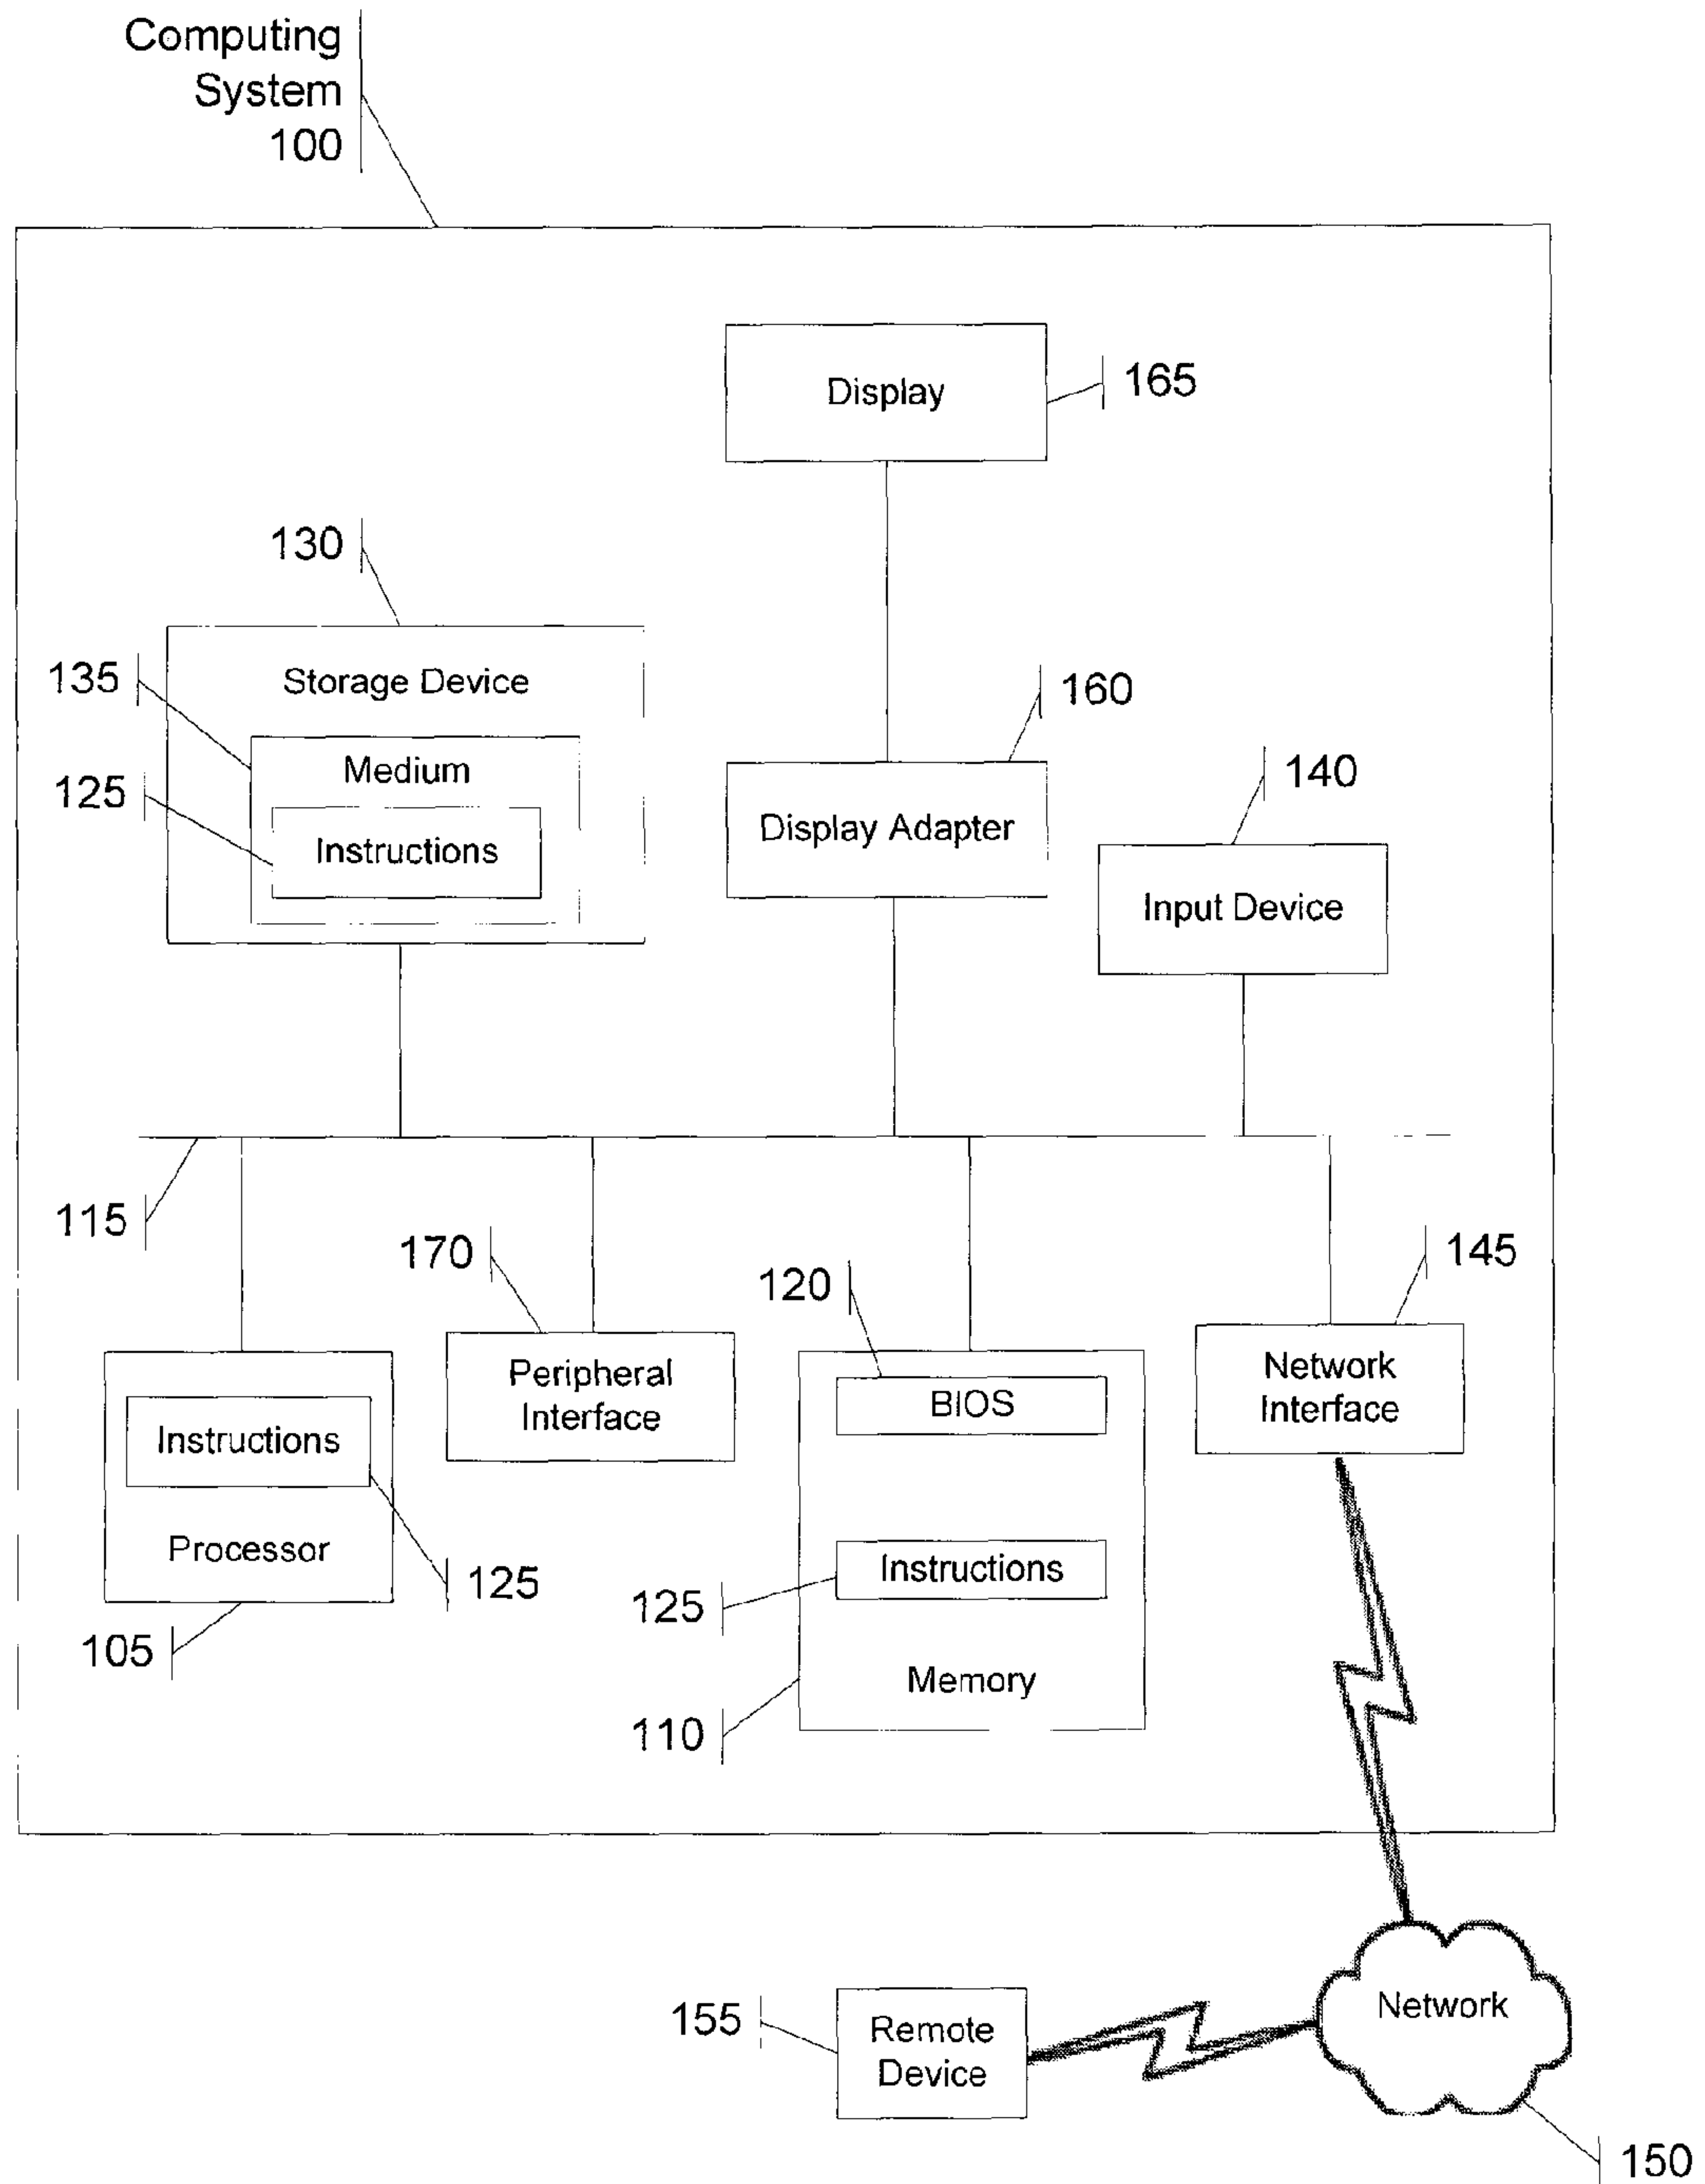 Computing
System
100
Display
165
130
Storage Device
135
Medium
125
Instructions
160
Display Adapter
140
Input Device
115
170
Peripheral
Interface
120
BIOS
145
Network
Interface
Instructions
Processor
125
105
Instructions
125
Memory
110
Network
155
Remote
Device
150